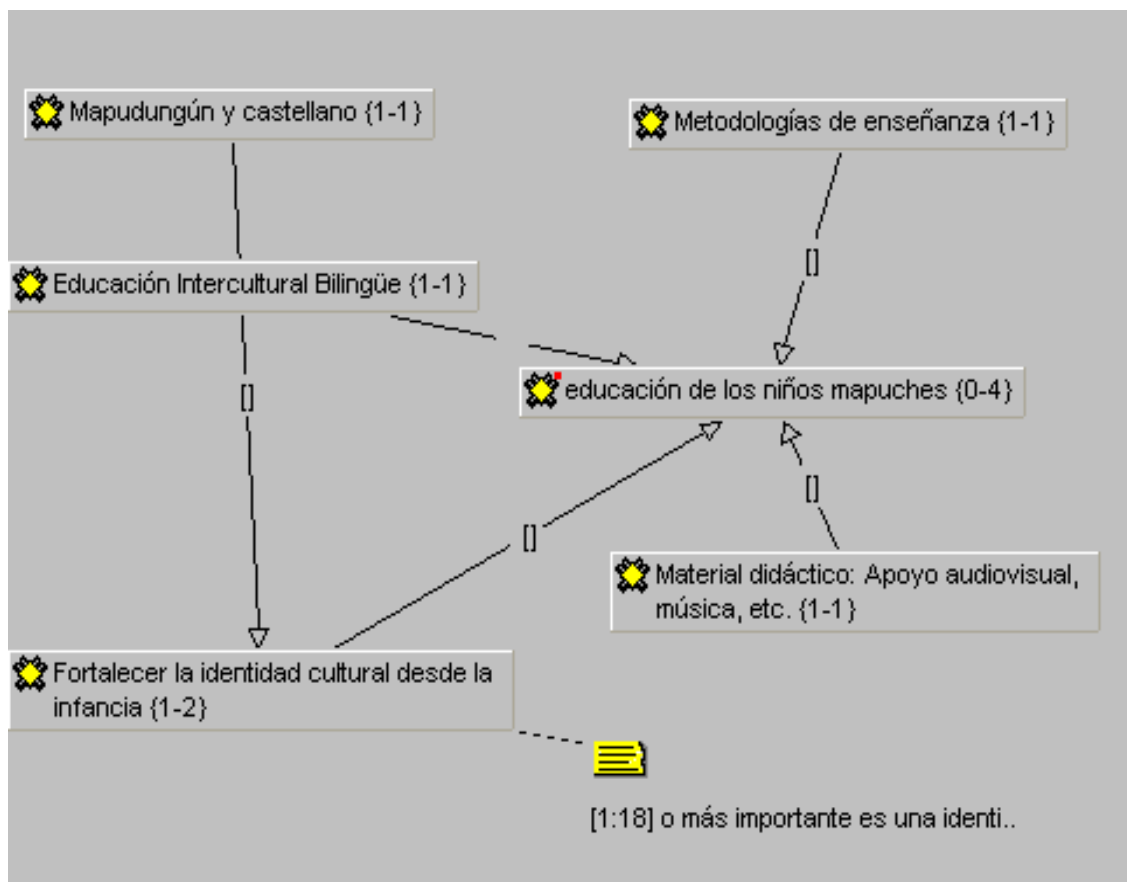 Mapudungún y castellano {1-1}
Metodologías de enseñanza {1-1}
[]
Educación Intercultural Bilingüe {1-1}
educación de los niños mapuches {0-4}
[]
[]
[]
Material didáctico: Apoyo audiovisual,
música, etc. {1-1}
Fortalecer la identidad cultural desde la
infancia {1-2}
[1:18] o más importante es una identi..